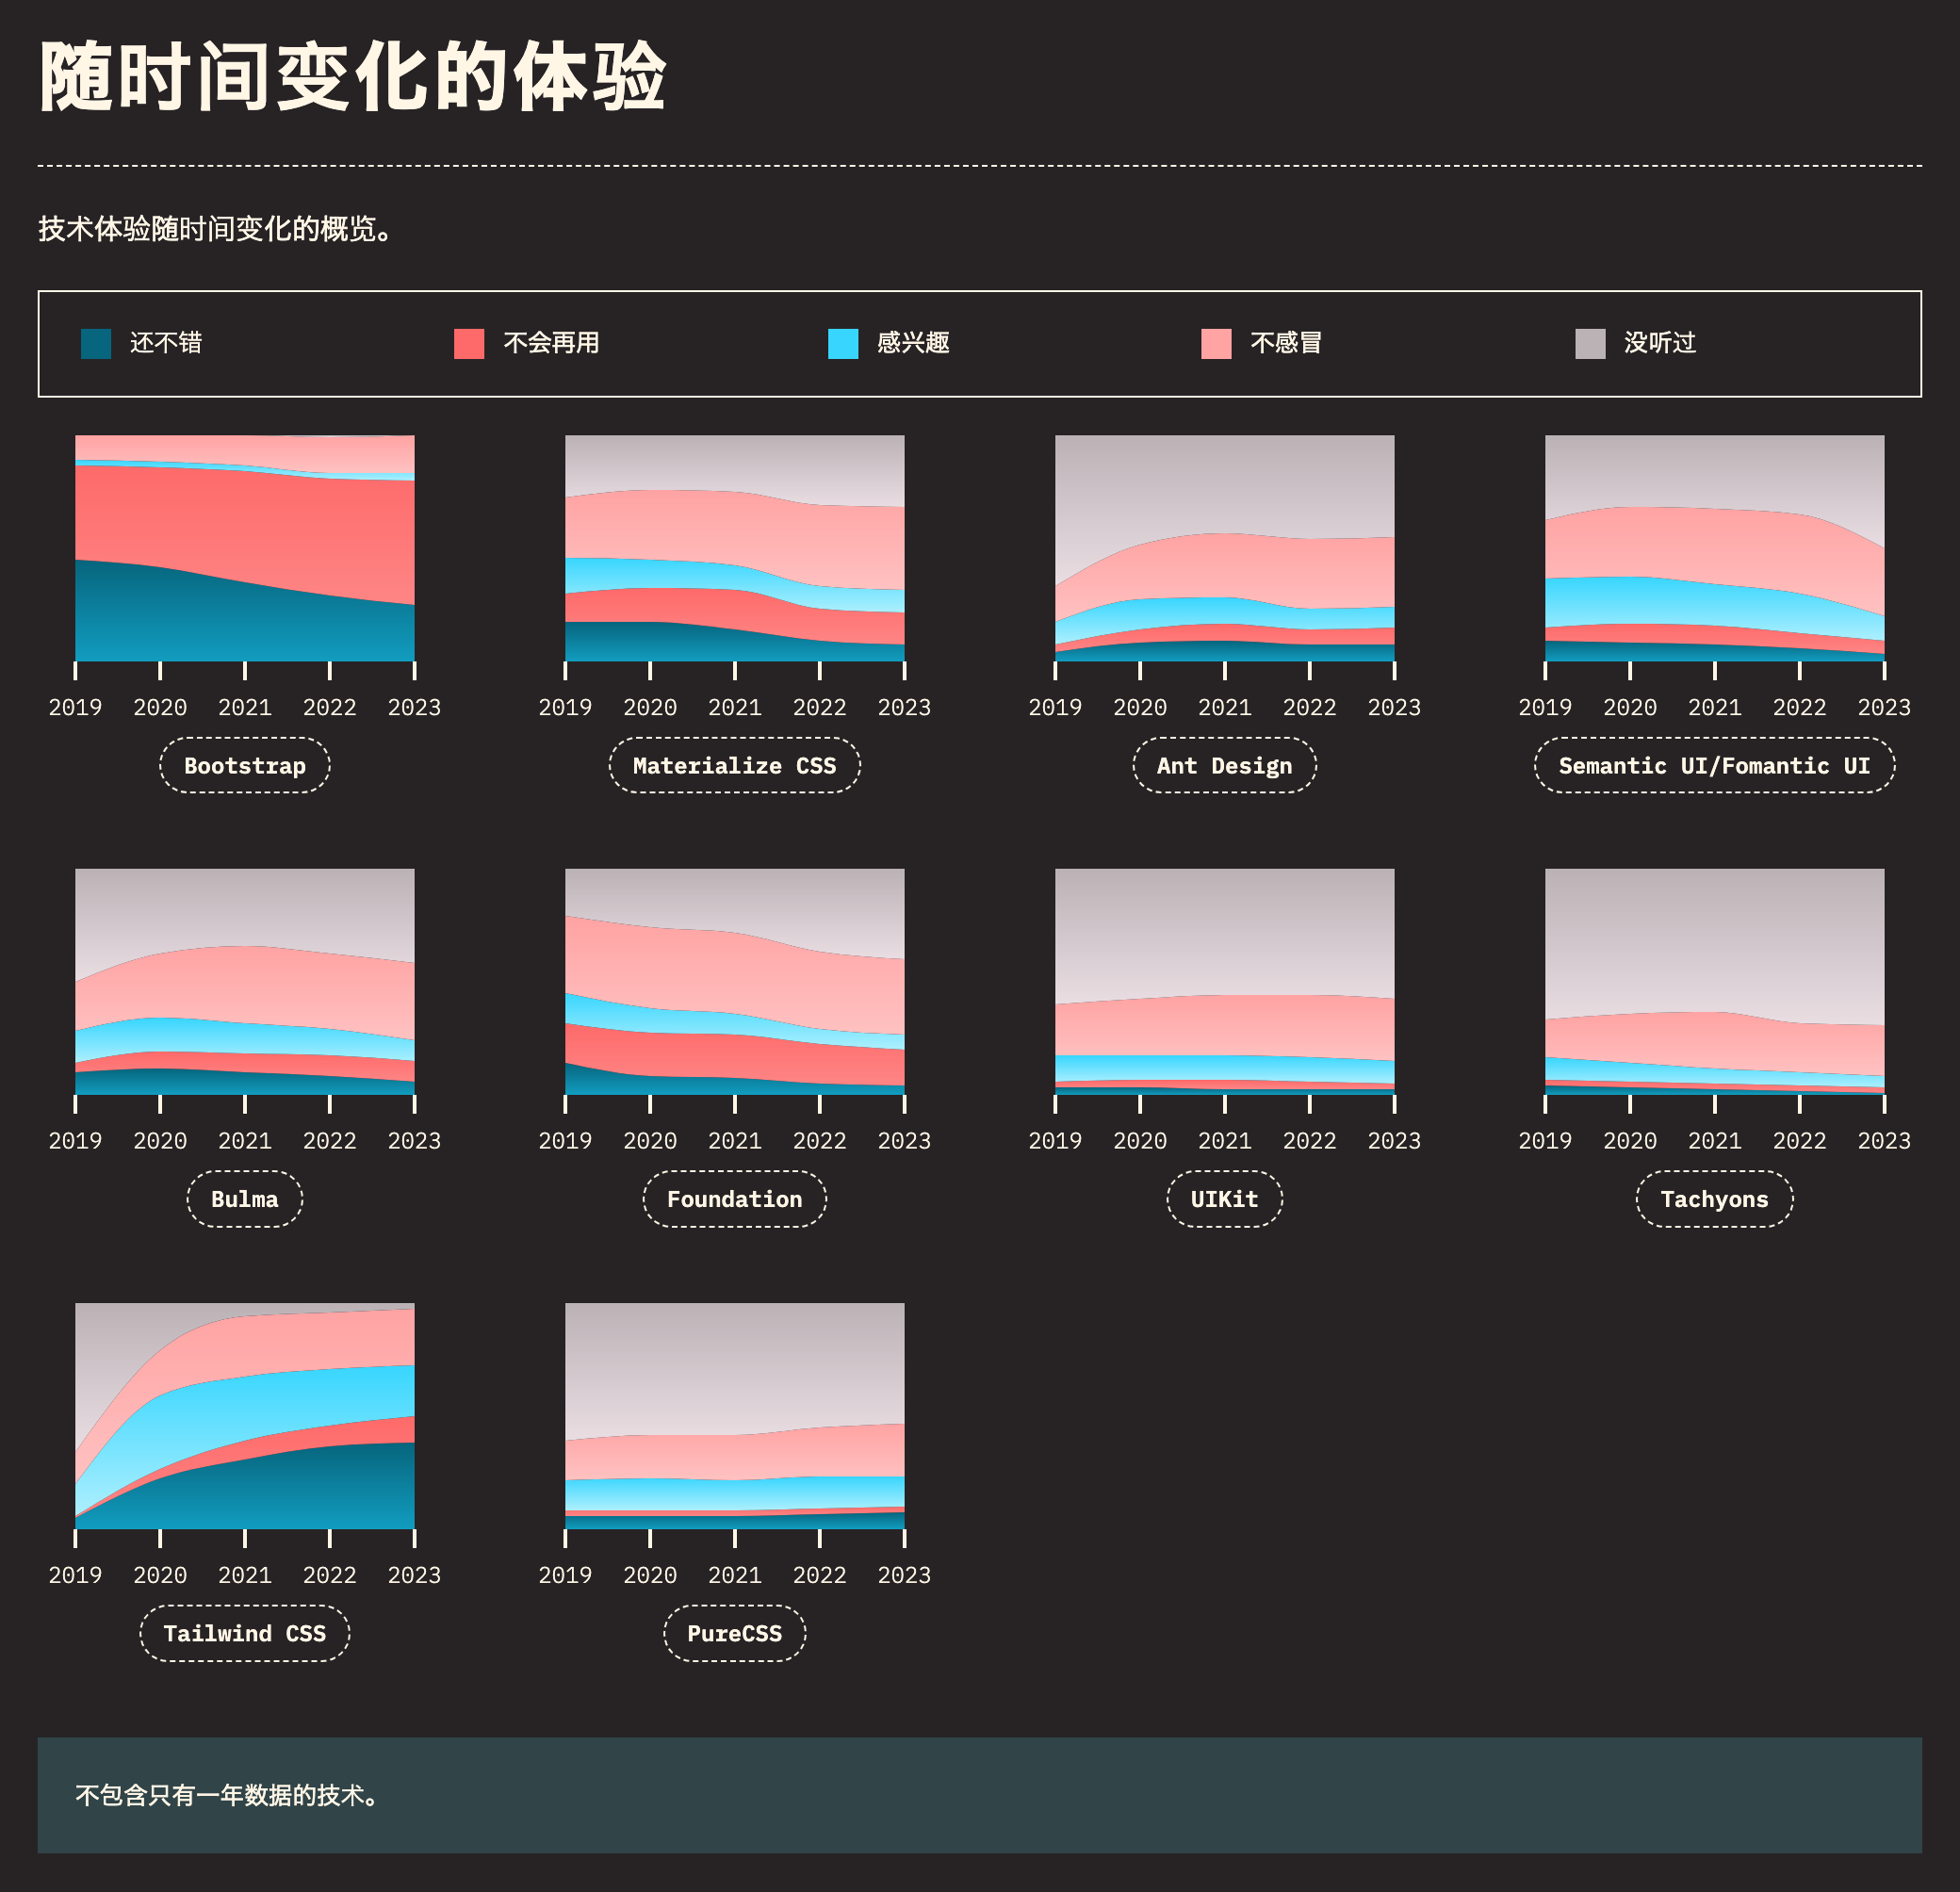 随时间变化的体验
技术体验随时间变化的概览。
还不错 不会再用 感兴趣 不感冒 没听过
2019 2020 2021 2022 2023 2019 2020 2021 2022 2023 2019 2020 2021 2022 2023 2019 2020 2021 2022 2023
Bootstrap Materialize CSS Ant Design Semantic UI/Fomantic UI
2019 2020 2021 2022 2023 2019 2020 2021 2022 2023 2019 2020 2021 2022 2023 2019 2020 2021 2022 2023
Bulma Foundation UIKit Tachyons
2019 2020 2021 2022 2023 2019 2020 2021 2022 2023
Tailwind CSS PureCSS
不包含只有一年数据的技术。